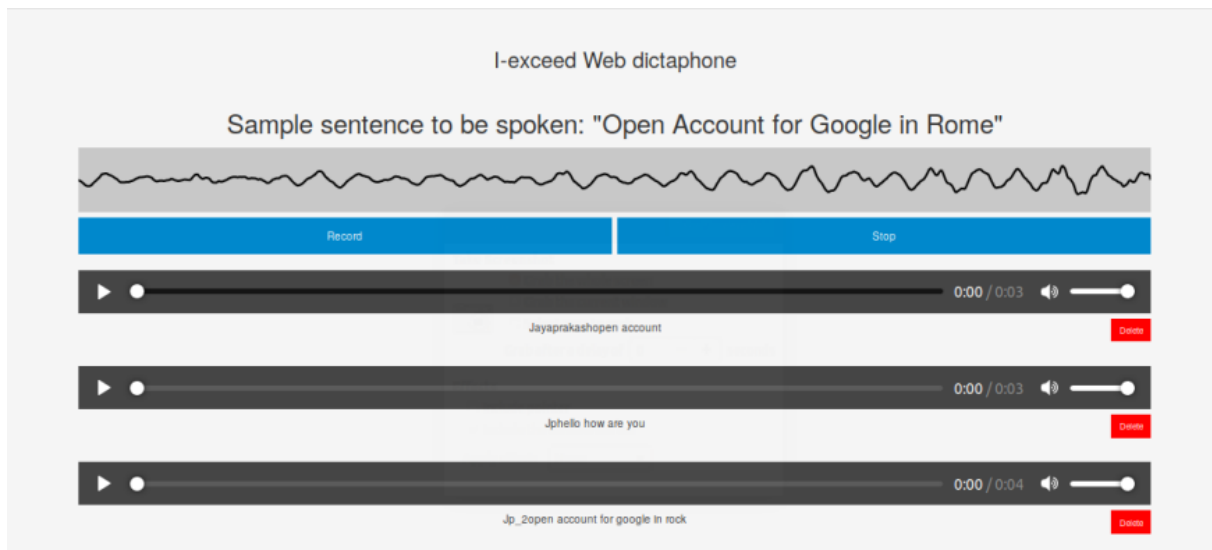 I-exceed Web dictaphone
Sample sentence to be spoken: "Open Account for Google in Rome"
Record Stop
0:00 / 0:03
Jayaprakashopen account
Delete
0:00 / 0:03
Jphello how are you
Delete
0:00 / 0:04
Jp_2open account for google in rock
Delete